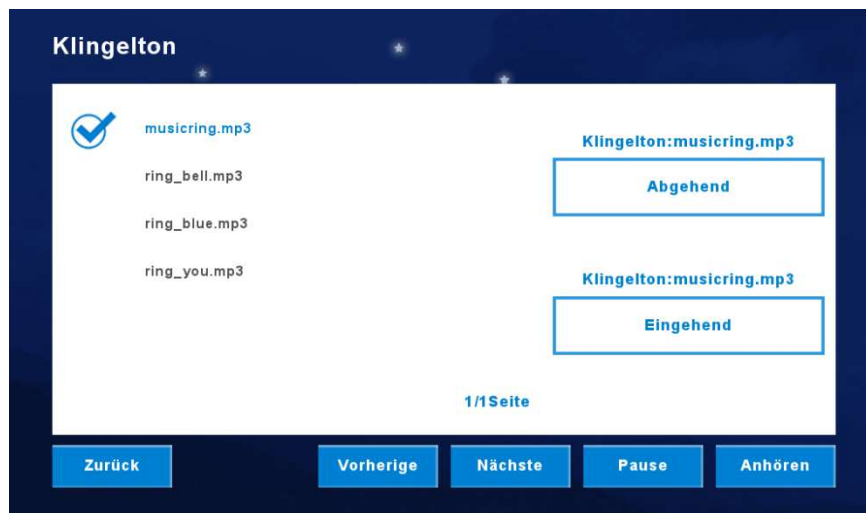 Klingelton
musicring.mp3
ring_bell.mp3
ring_blue.mp3
ring_you.mp3
Klingelton:musicring.mp3
Abgehend
Klingelton:musicring.mp3
Eingehend
1/1Seite
Zurück
Vorherige
Nächste
Pause
Anhören